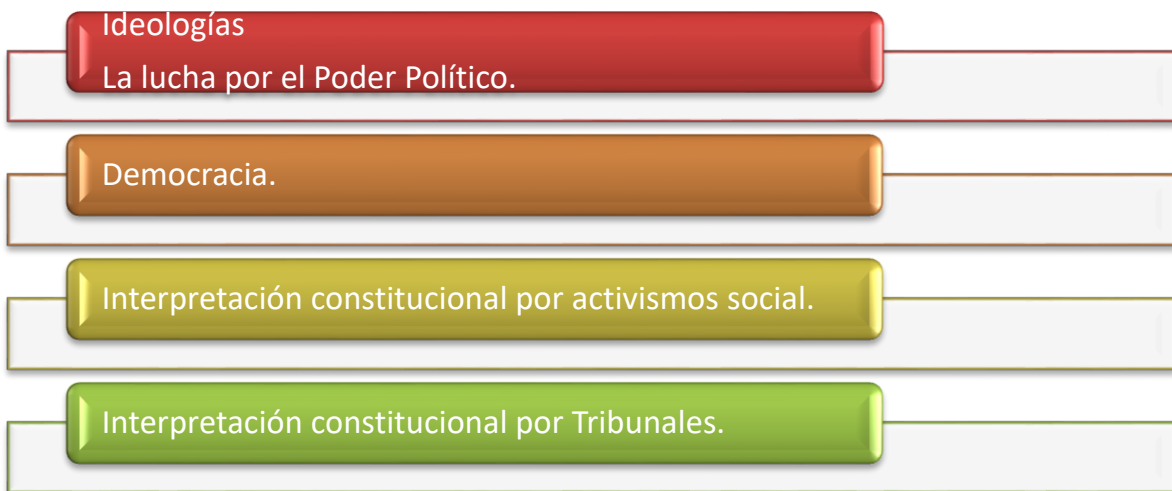 Ideologías
La lucha por el Poder Político.
Democracia.
Interpretación constitucional por activismos social.
Interpretación constitucional por Tribunales.